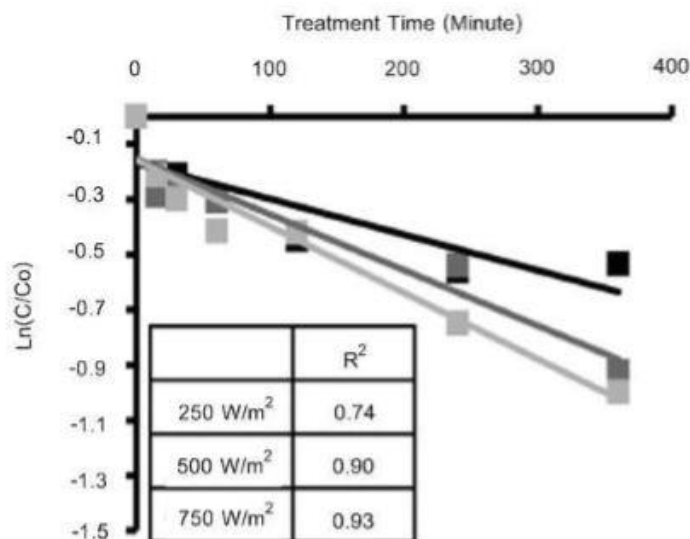 Treatment Time (Minute)
0 100 200 300 400
-0.1
-0.3
-0.5
-0.7
-0.9
-1.1
-1.3
-1.5
Ln(C/Co)
R²
250 W/m² 0.74
500 W/m² 0.90
750 W/m² 0.93